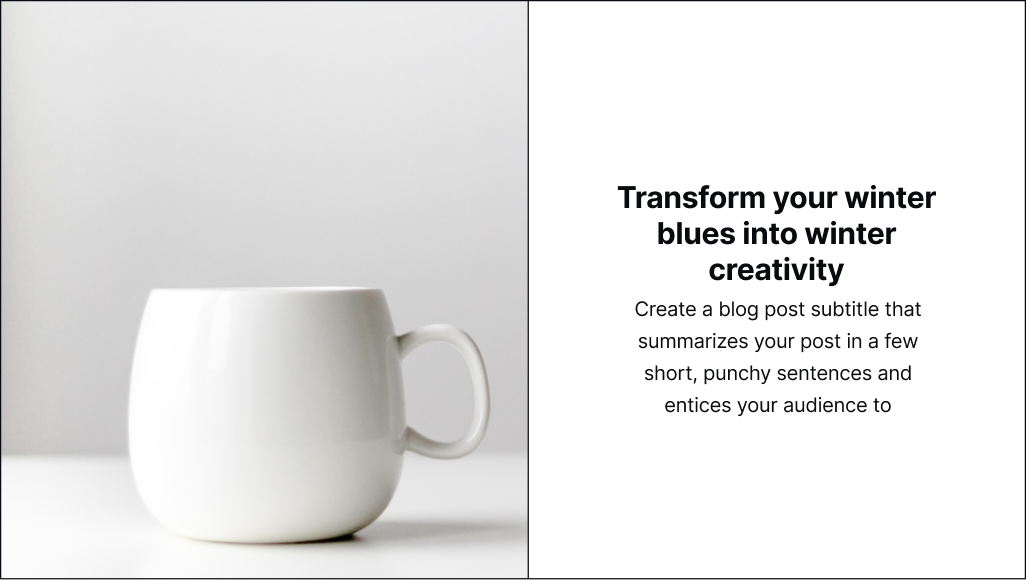 Transform your winter
blues into winter
creativity
Create a blog post subtitle that
summarizes your post in a few
short, punchy sentences and
entices your audience to